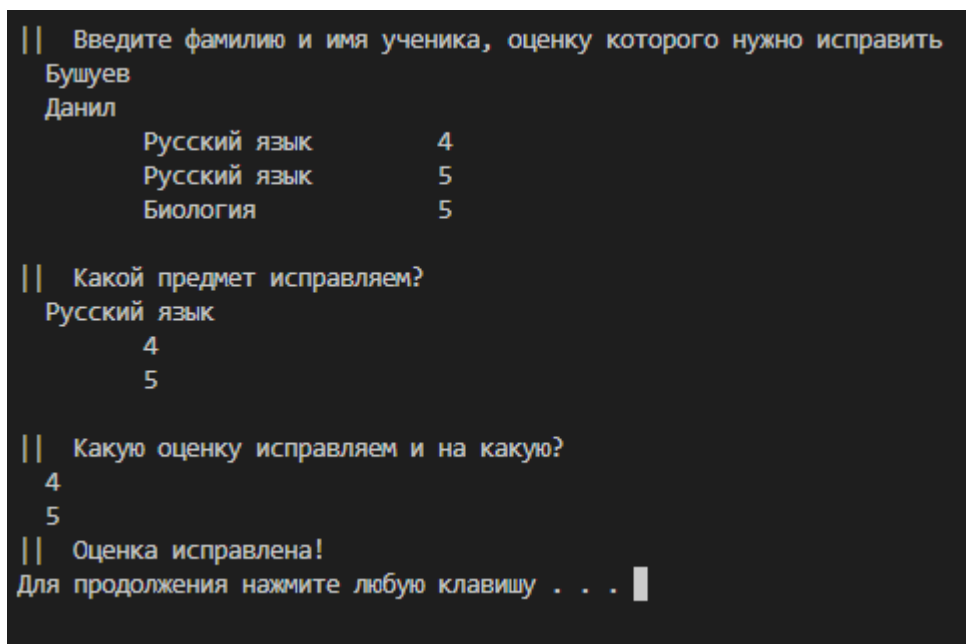 || Введите фамилию и имя ученика, оценку которого нужно исправить
Бушуев
Данил
Русский язык 4
Русский язык 5
Биология 5
|| Какой предмет исправляем?
Русский язык
4
5
|| Какую оценку исправляем и на какую?
4
5
|| Оценка исправлена!
Для продолжения нажмите любую клавишу . . .